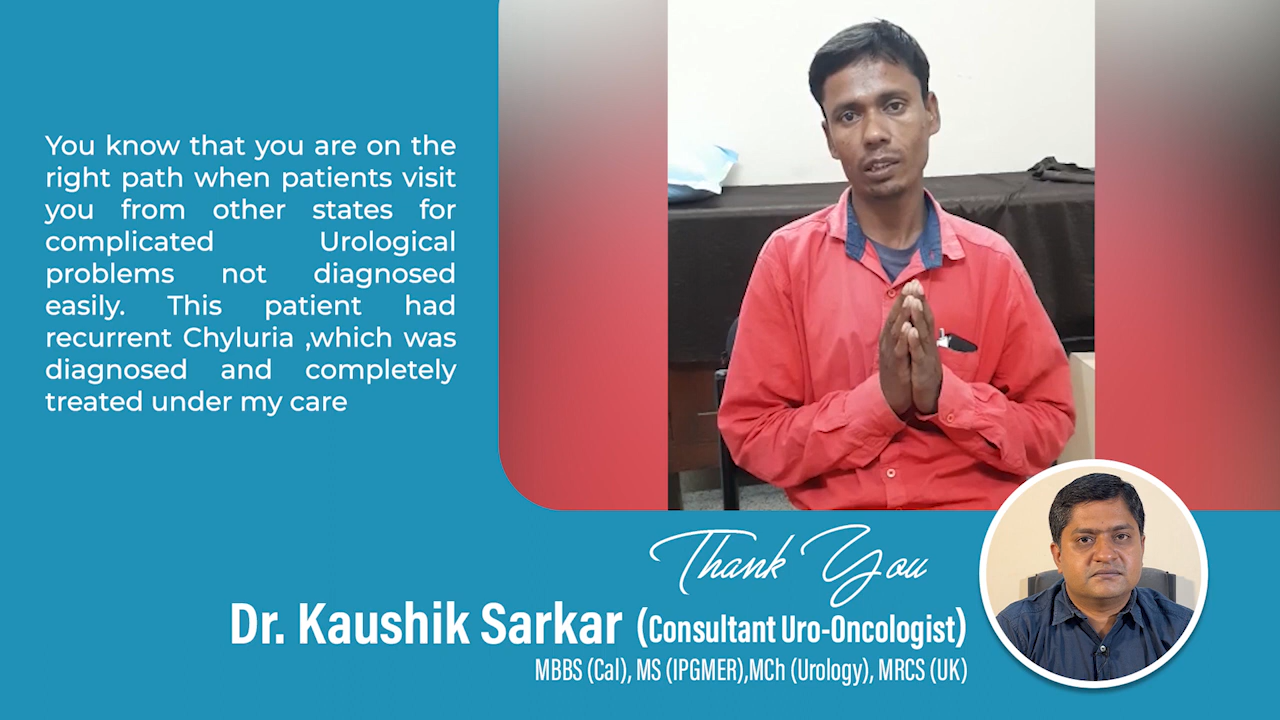 You know that you are on the
right path when patients visit
you from other states for
complicated Urological
problems not diagnosed
easily. This patient had
recurrent Chyluria ,which was
diagnosed and completely
treated under my care
Thank You
Dr. Kaushik Sarkar (Consultant Uro-Oncologist)
MBBS (Cal), MS (IPGMER),MCh (Urology), MRCS (UK)